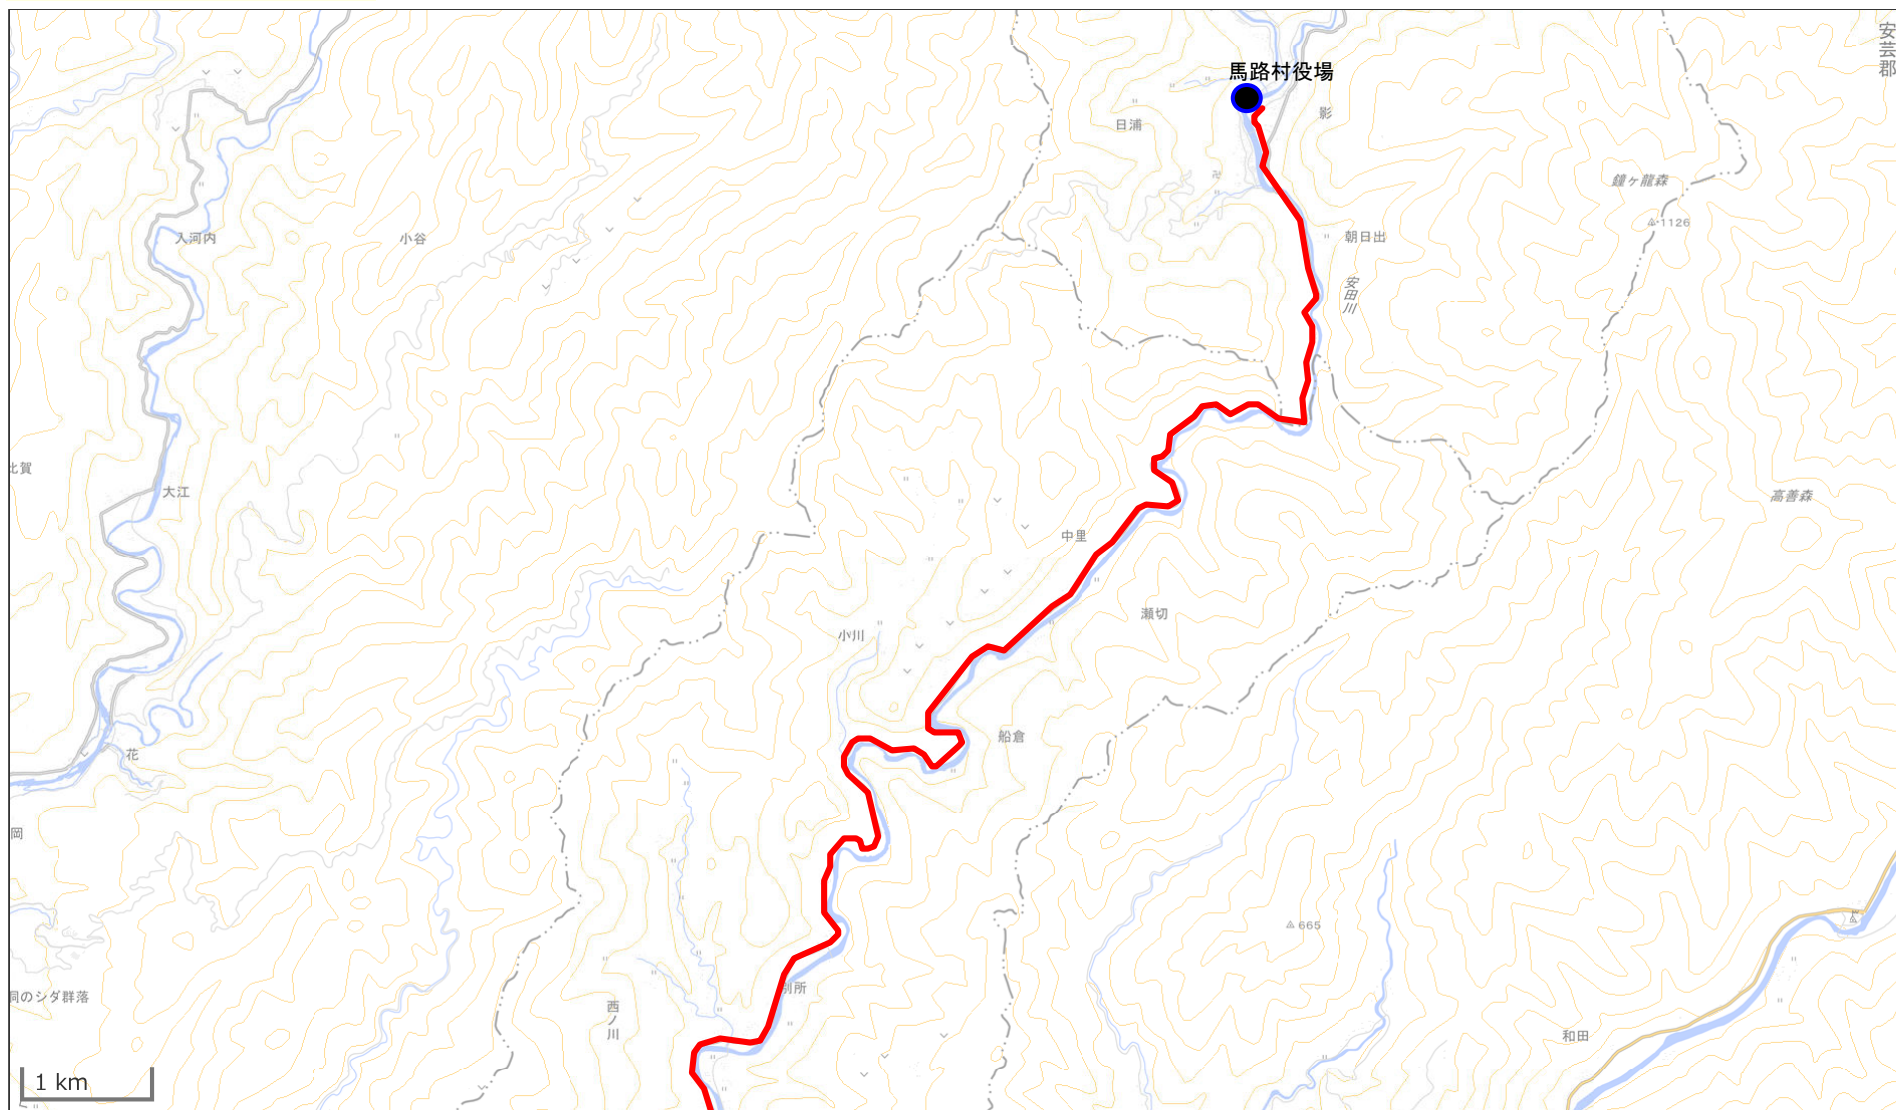 安芸郡
馬路村役場
影
日浦
鐘ヶ龍森
1126
入河内
小谷
朝日出
安田川
比賀
大江
高善森
中里
瀬切
小川
船倉
花
岡
665
洞のシダ群落
別所
西ノ川
和田
1 km